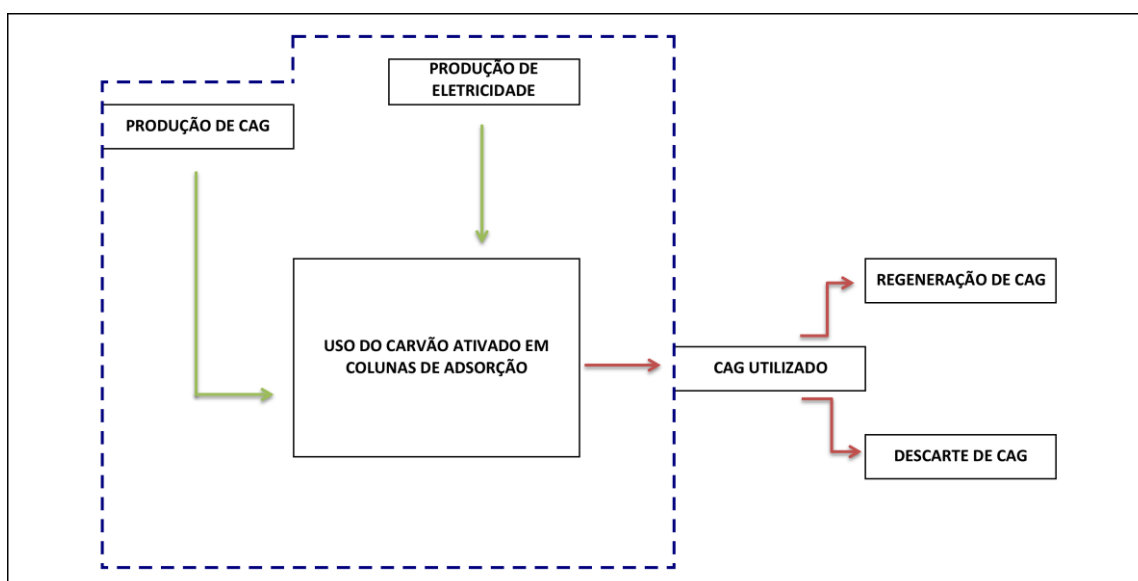 PRODUÇÃO DE
ELETRICIDADE
PRODUÇÃO DE CAG
USO DO CARVÃO ATIVADO EM
COLUNAS DE ADSORÇÃO
REGENERAÇÃO DE CAG
CAG UTILIZADO
DESCARTE DE CAG